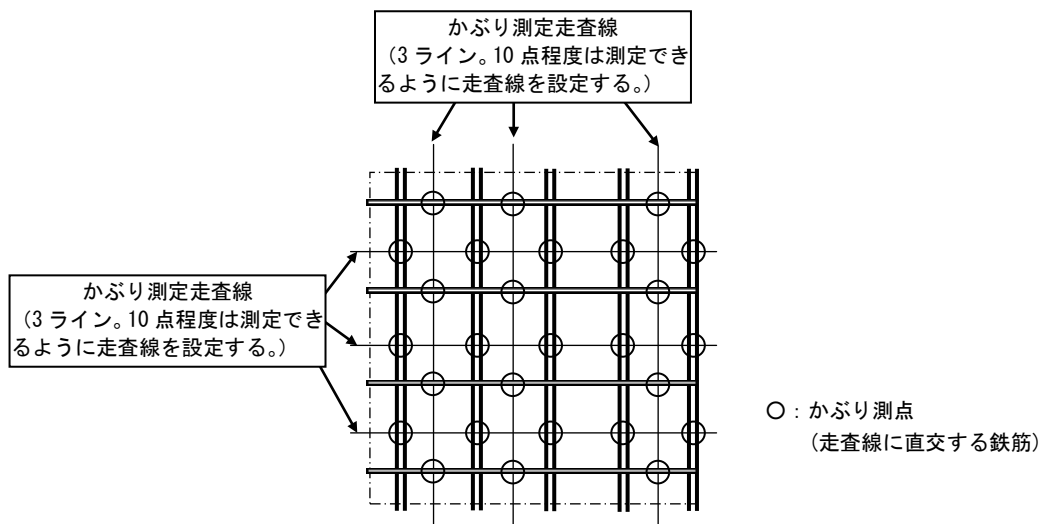 かぶり測定走査線
(3 ライン。10 点程度は測定でき
るように走査線を設定する。)
かぶり測定走査線
(3 ライン。10 点程度は測定でき
るように走査線を設定する。)
○:かぶり測点
(走査線に直交する鉄筋)